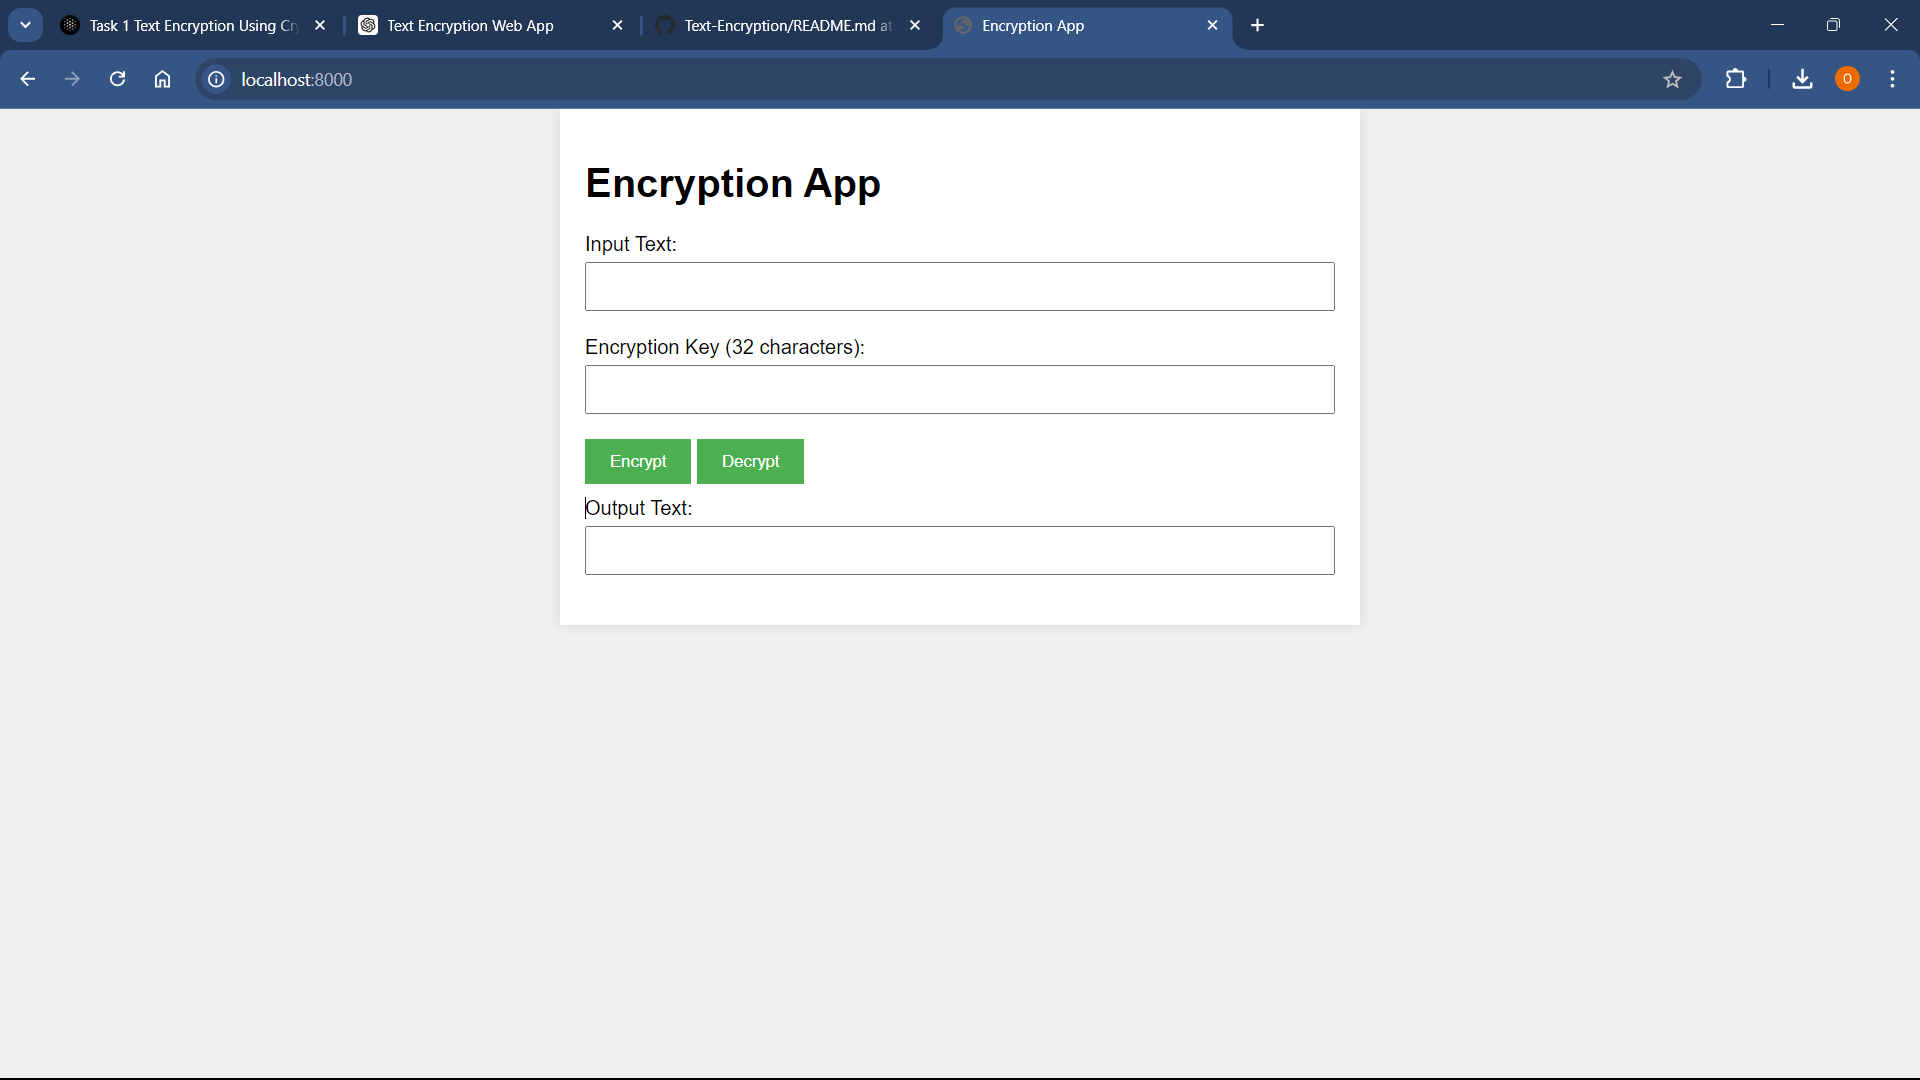 Task 1 Text Encryption Using Cry
Text Encryption Web App
Text-Encryption/README.md at
Encryption App
localhost:8000
O
Encryption App
Input Text:
Encryption Key (32 characters):
Encrypt
Decrypt
Output Text: